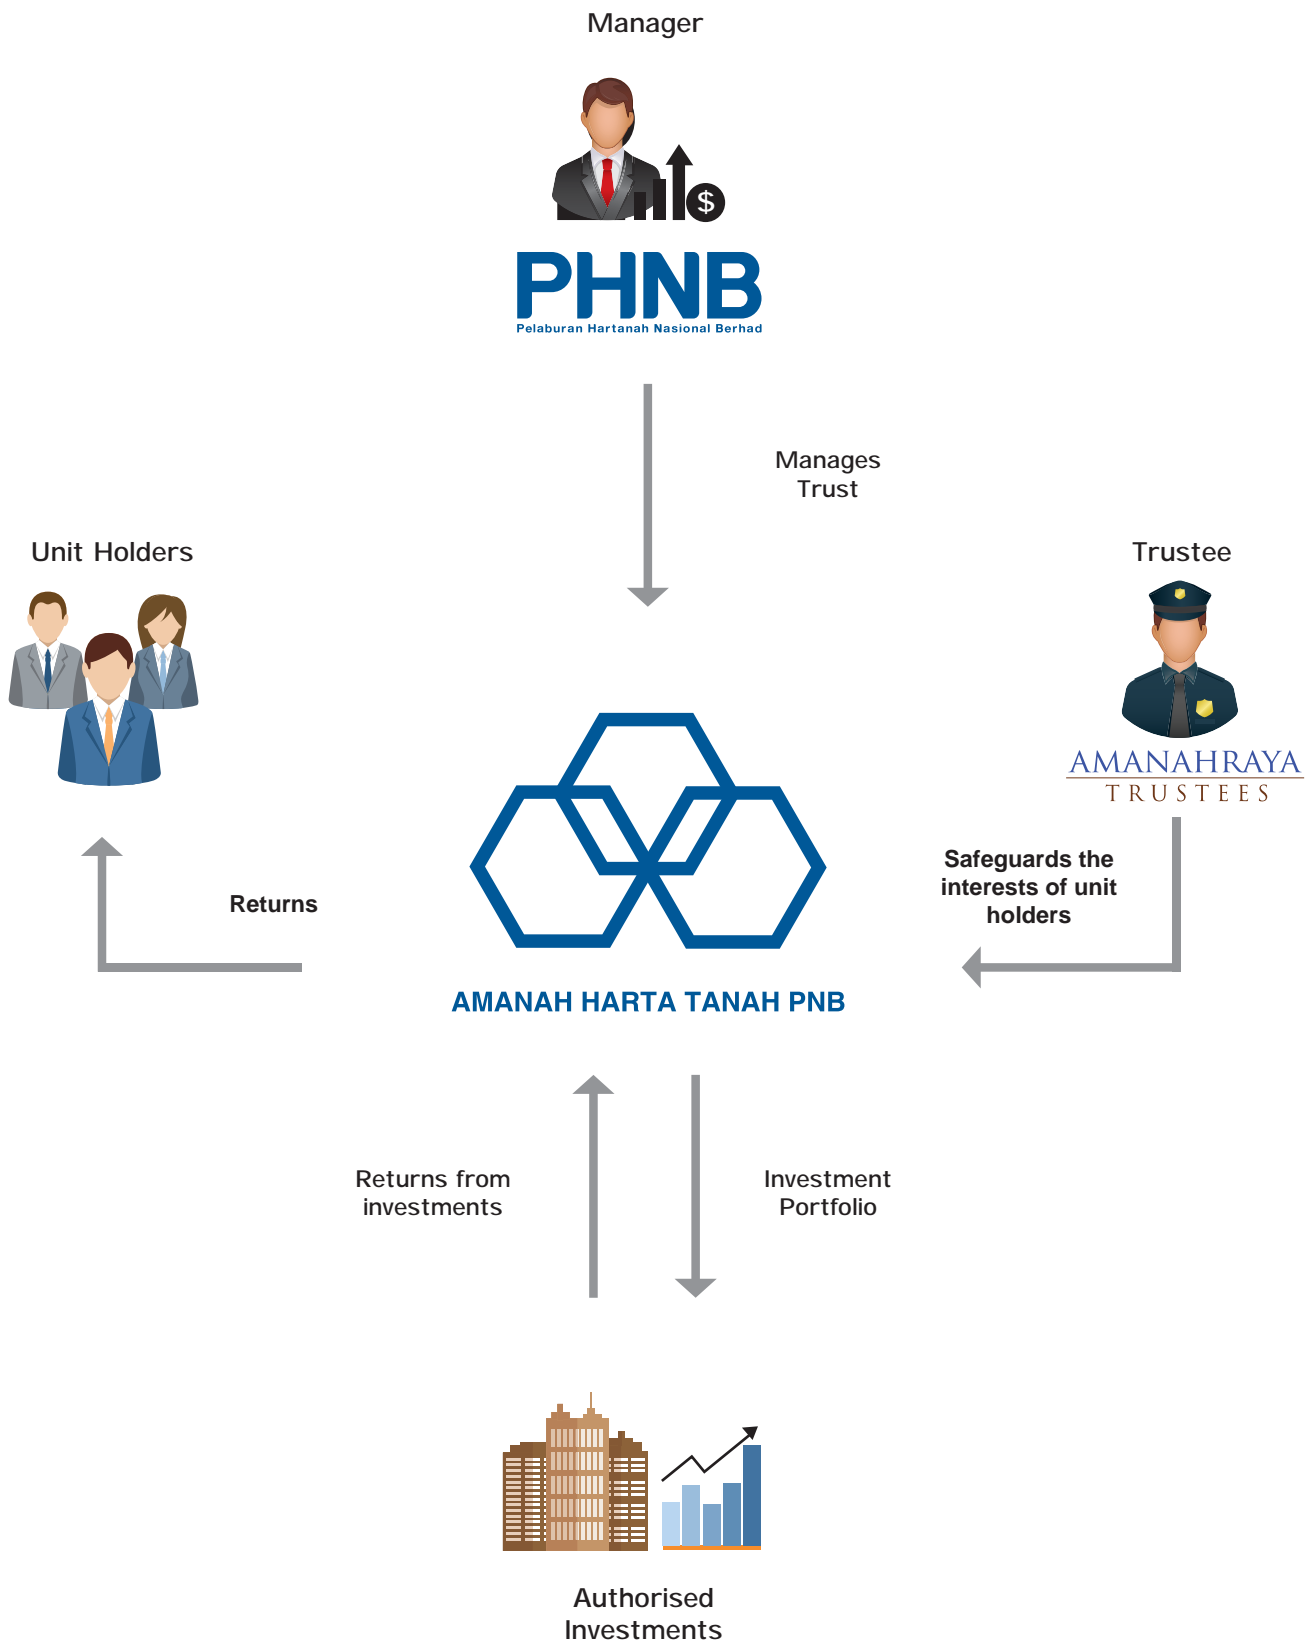 Manager
$
PHNB
Pelaburan Hartanah Nasional Berhad
Manages
Trust
Unit Holders
Trustee
AMANAHRAYA
TRUSTEES
Safeguards the
interests of unit
holders
Returns
AMANAH HARTA TANAH PNB
Returns from
investments
Investment
Portfolio
Authorised
Investments